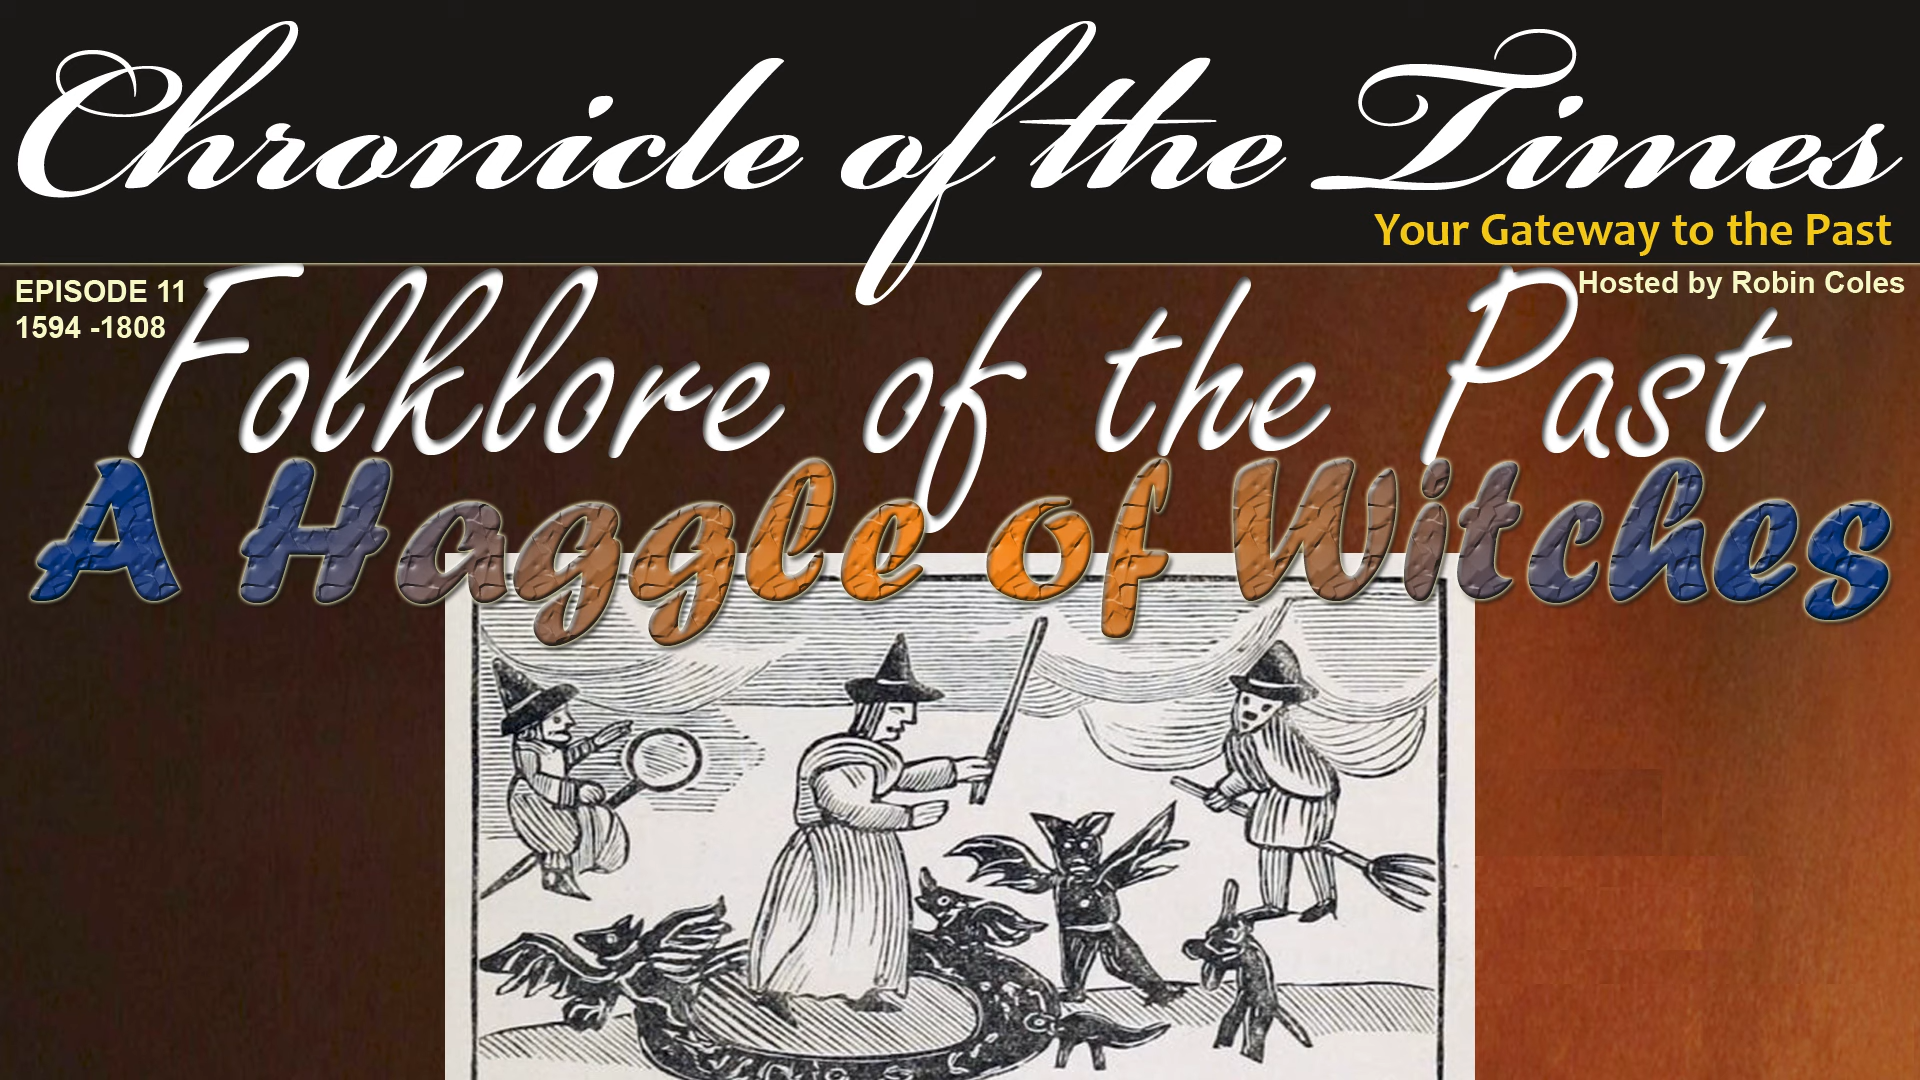 Chronicle of the Times
Your Gateway to the Past
EPISODE 11
1594 -1808
Hosted by Robin Coles
Folklore of the Past
A Haggle of Witches